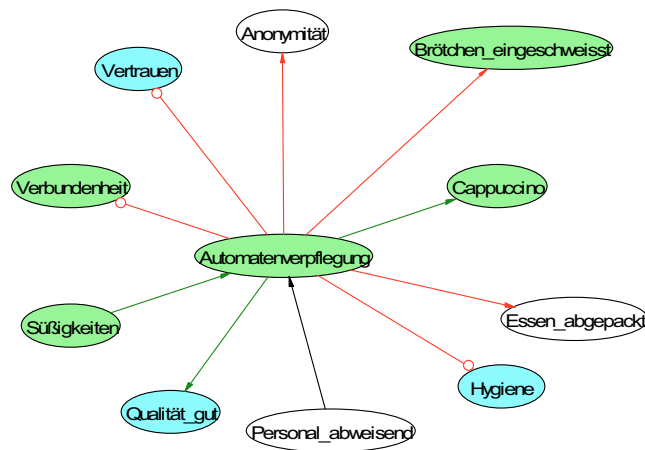 Anonymität
Brötchen_eingeschweisst
Vertrauen
Verbundenheit
Cappuccino
Automatenverpflegung
Süßigkeiten
Essen_abgepackt
Hygiene
Qualität_gut
Personal_abweisend